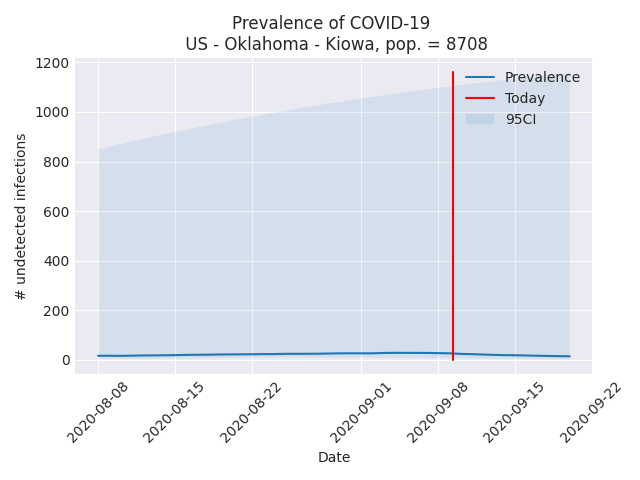 Prevalence of COVID-19
US - Oklahoma - Kiowa, pop. = 8708
1200
1000
800
600
400
200
0
# undetected infections
Prevalence
Today
95CI
2020-08-08
2020-08-15
2020-08-22
2020-09-01
2020-09-08
2020-09-15
2020-09-22
Date